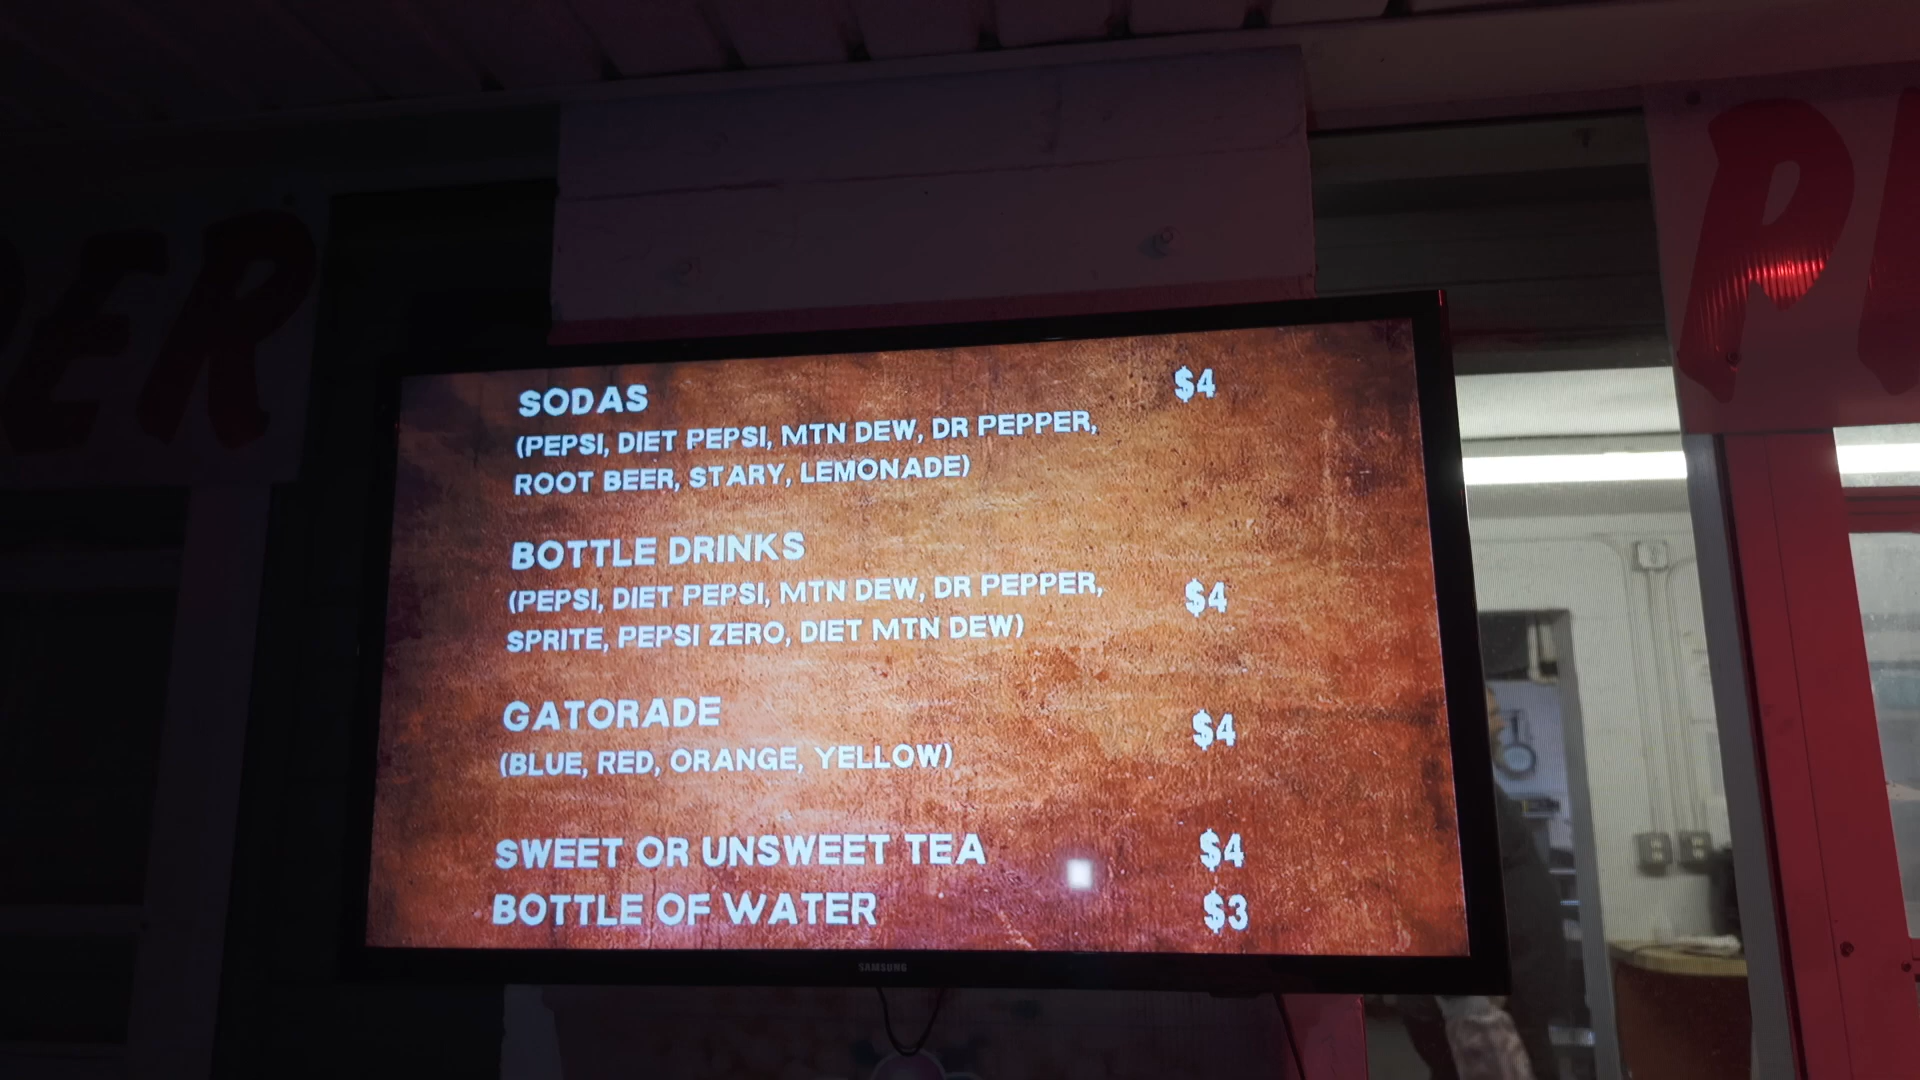 SODAS $4
(PEPSI, DIET PEPSI, MTN DEW, DR PEPPER,
ROOT BEER, STARY, LEMONADE)
BOTTLE DRINKS
(PEPSI, DIET PEPSI, MTN DEW, DR PEPPER, $4
SPRITE, PEPSI ZERO, DIET MTN DEW)
GATORADE $4
(BLUE, RED, ORANGE, YELLOW)
SWEET OR UNSWEET TEA $4
BOTTLE OF WATER $3
SAMSUNG